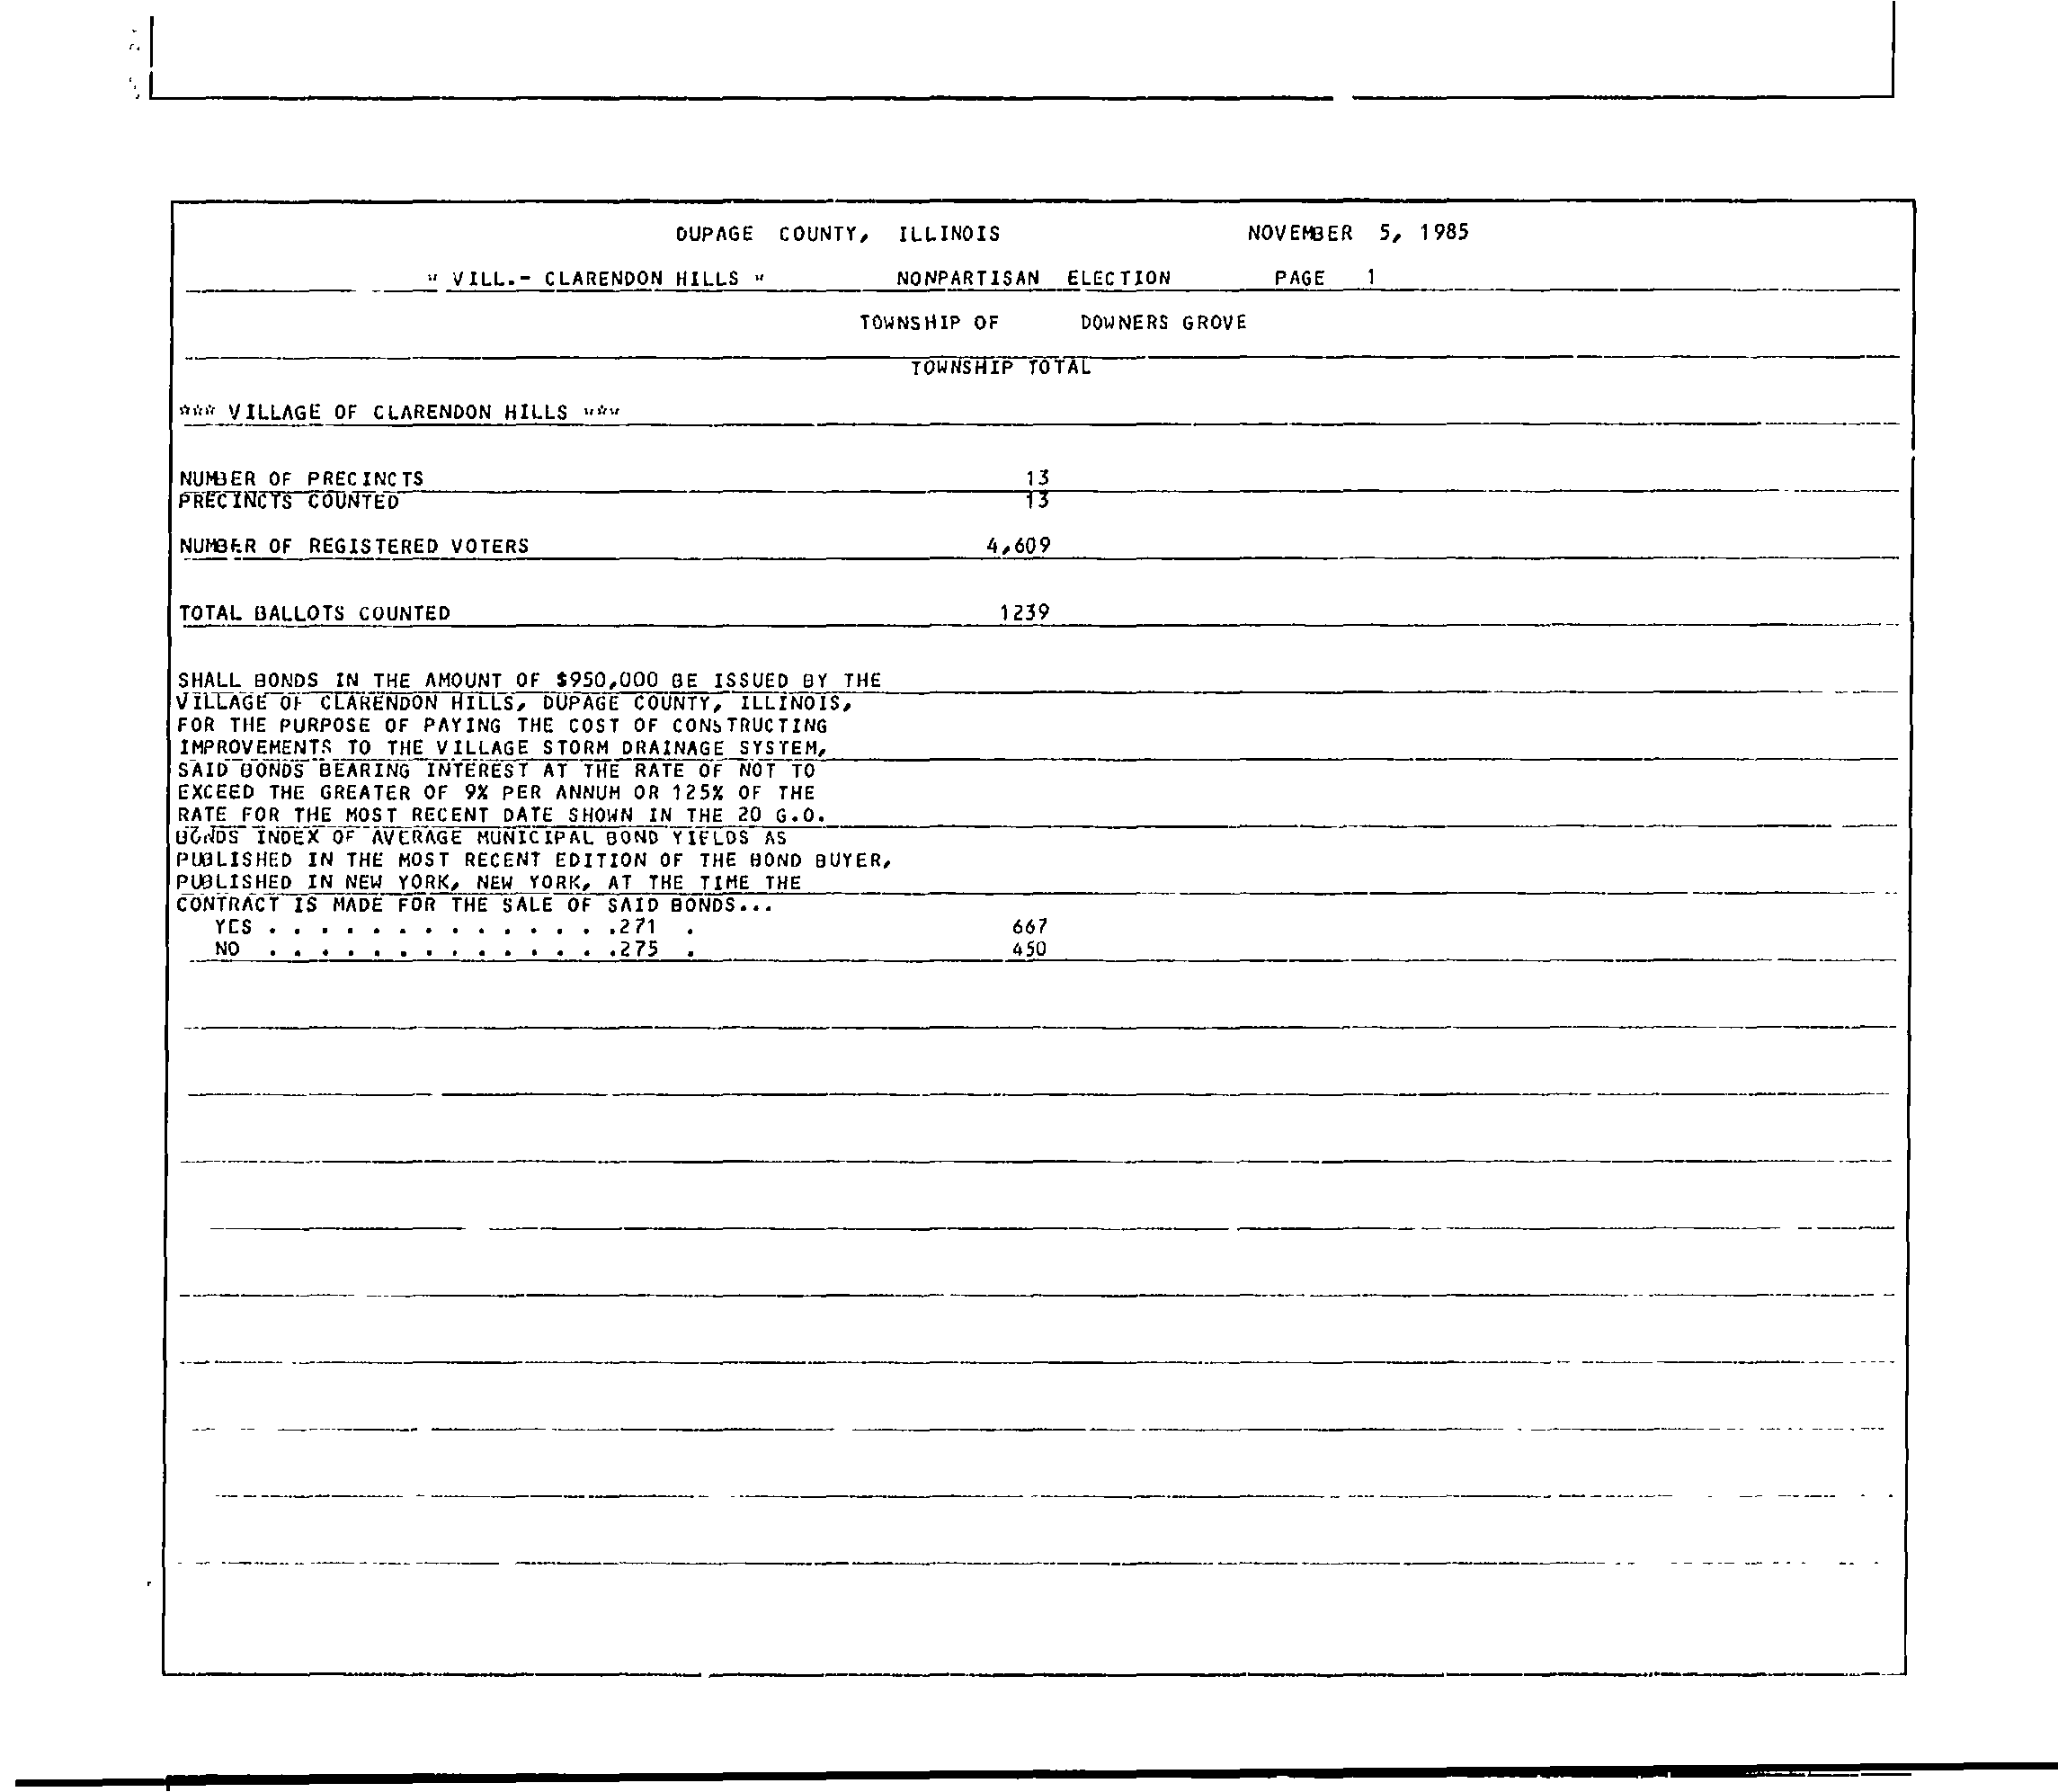 DUPAGE COUNTY, ILLINOIS NOVEMBER 5, 1985
* VILL.- CLARENDON HILLS * NONPARTISAN ELECTION PAGE 1
TOWNSHIP OF DOWNERS GROVE
TOWNSHIP TOTAL
*** VILLAGE OF CLARENDON HILLS ***
NUMBER OF PRECINCTS 13
PRECINCTS COUNTED 13
NUMBER OF REGISTERED VOTERS 4,609
TOTAL BALLOTS COUNTED 1239
SHALL BONDS IN THE AMOUNT OF $950,000 BE ISSUED BY THE
VILLAGE OF CLARENDON HILLS, DUPAGE COUNTY, ILLINOIS,
FOR THE PURPOSE OF PAYING THE COST OF CONSTRUCTING
IMPROVEMENTS TO THE VILLAGE STORM DRAINAGE SYSTEM,
SAID BONDS BEARING INTEREST AT THE RATE OF NOT TO
EXCEED THE GREATER OF 9% PER ANNUM OR 125% OF THE
RATE FOR THE MOST RECENT DATE SHOWN IN THE 20 G.O.
BONDS INDEX OF AVERAGE MUNICIPAL BOND YIELDS AS
PUBLISHED IN THE MOST RECENT EDITION OF THE BOND BUYER,
PUBLISHED IN NEW YORK, NEW YORK, AT THE TIME THE
CONTRACT IS MADE FOR THE SALE OF SAID BONDS...
YES . . . . . . . . . . . . . .271 . 667
NO . . . . . . . . . . . . . .275 . 450